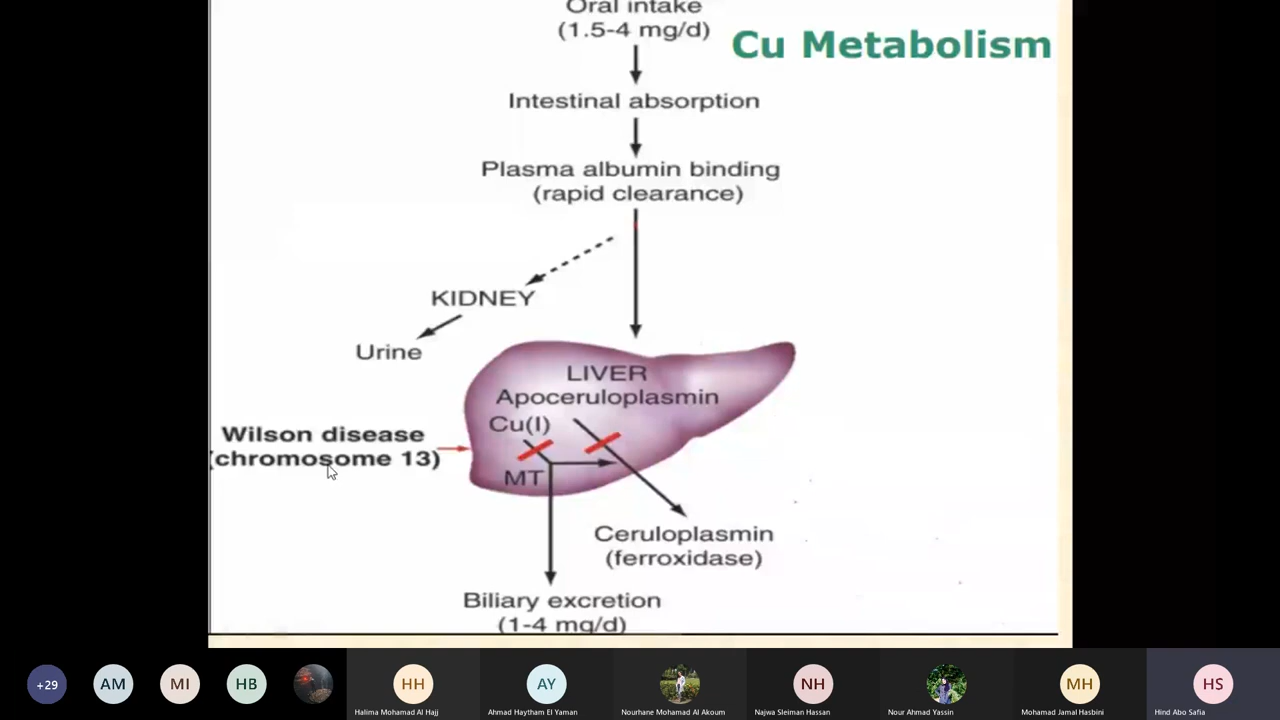 Oral intake
(1.5-4 mg/d)
Cu Metabolism
Intestinal absorption
Plasma albumin binding
(rapid clearance)
KIDNEY
Urine
LIVER
Apoceruloplasmin
Cu(I)
Wilson disease
(chromosome 13)
MT
Ceruloplasmin
(ferroxidase)
Biliary excretion
(1-4 mg/d)
+29
AM
MI
HB
HH
AY
NH
MH
HS
Halima Mohamad Al Hajj
Ahmad Haytham El Yaman
Nourhane Mohamad Al Akoum
Najwa Sleiman Hassan
Nour Ahmad Yassin
Mohamad Jamal Hasbini
Hind Abo Safia